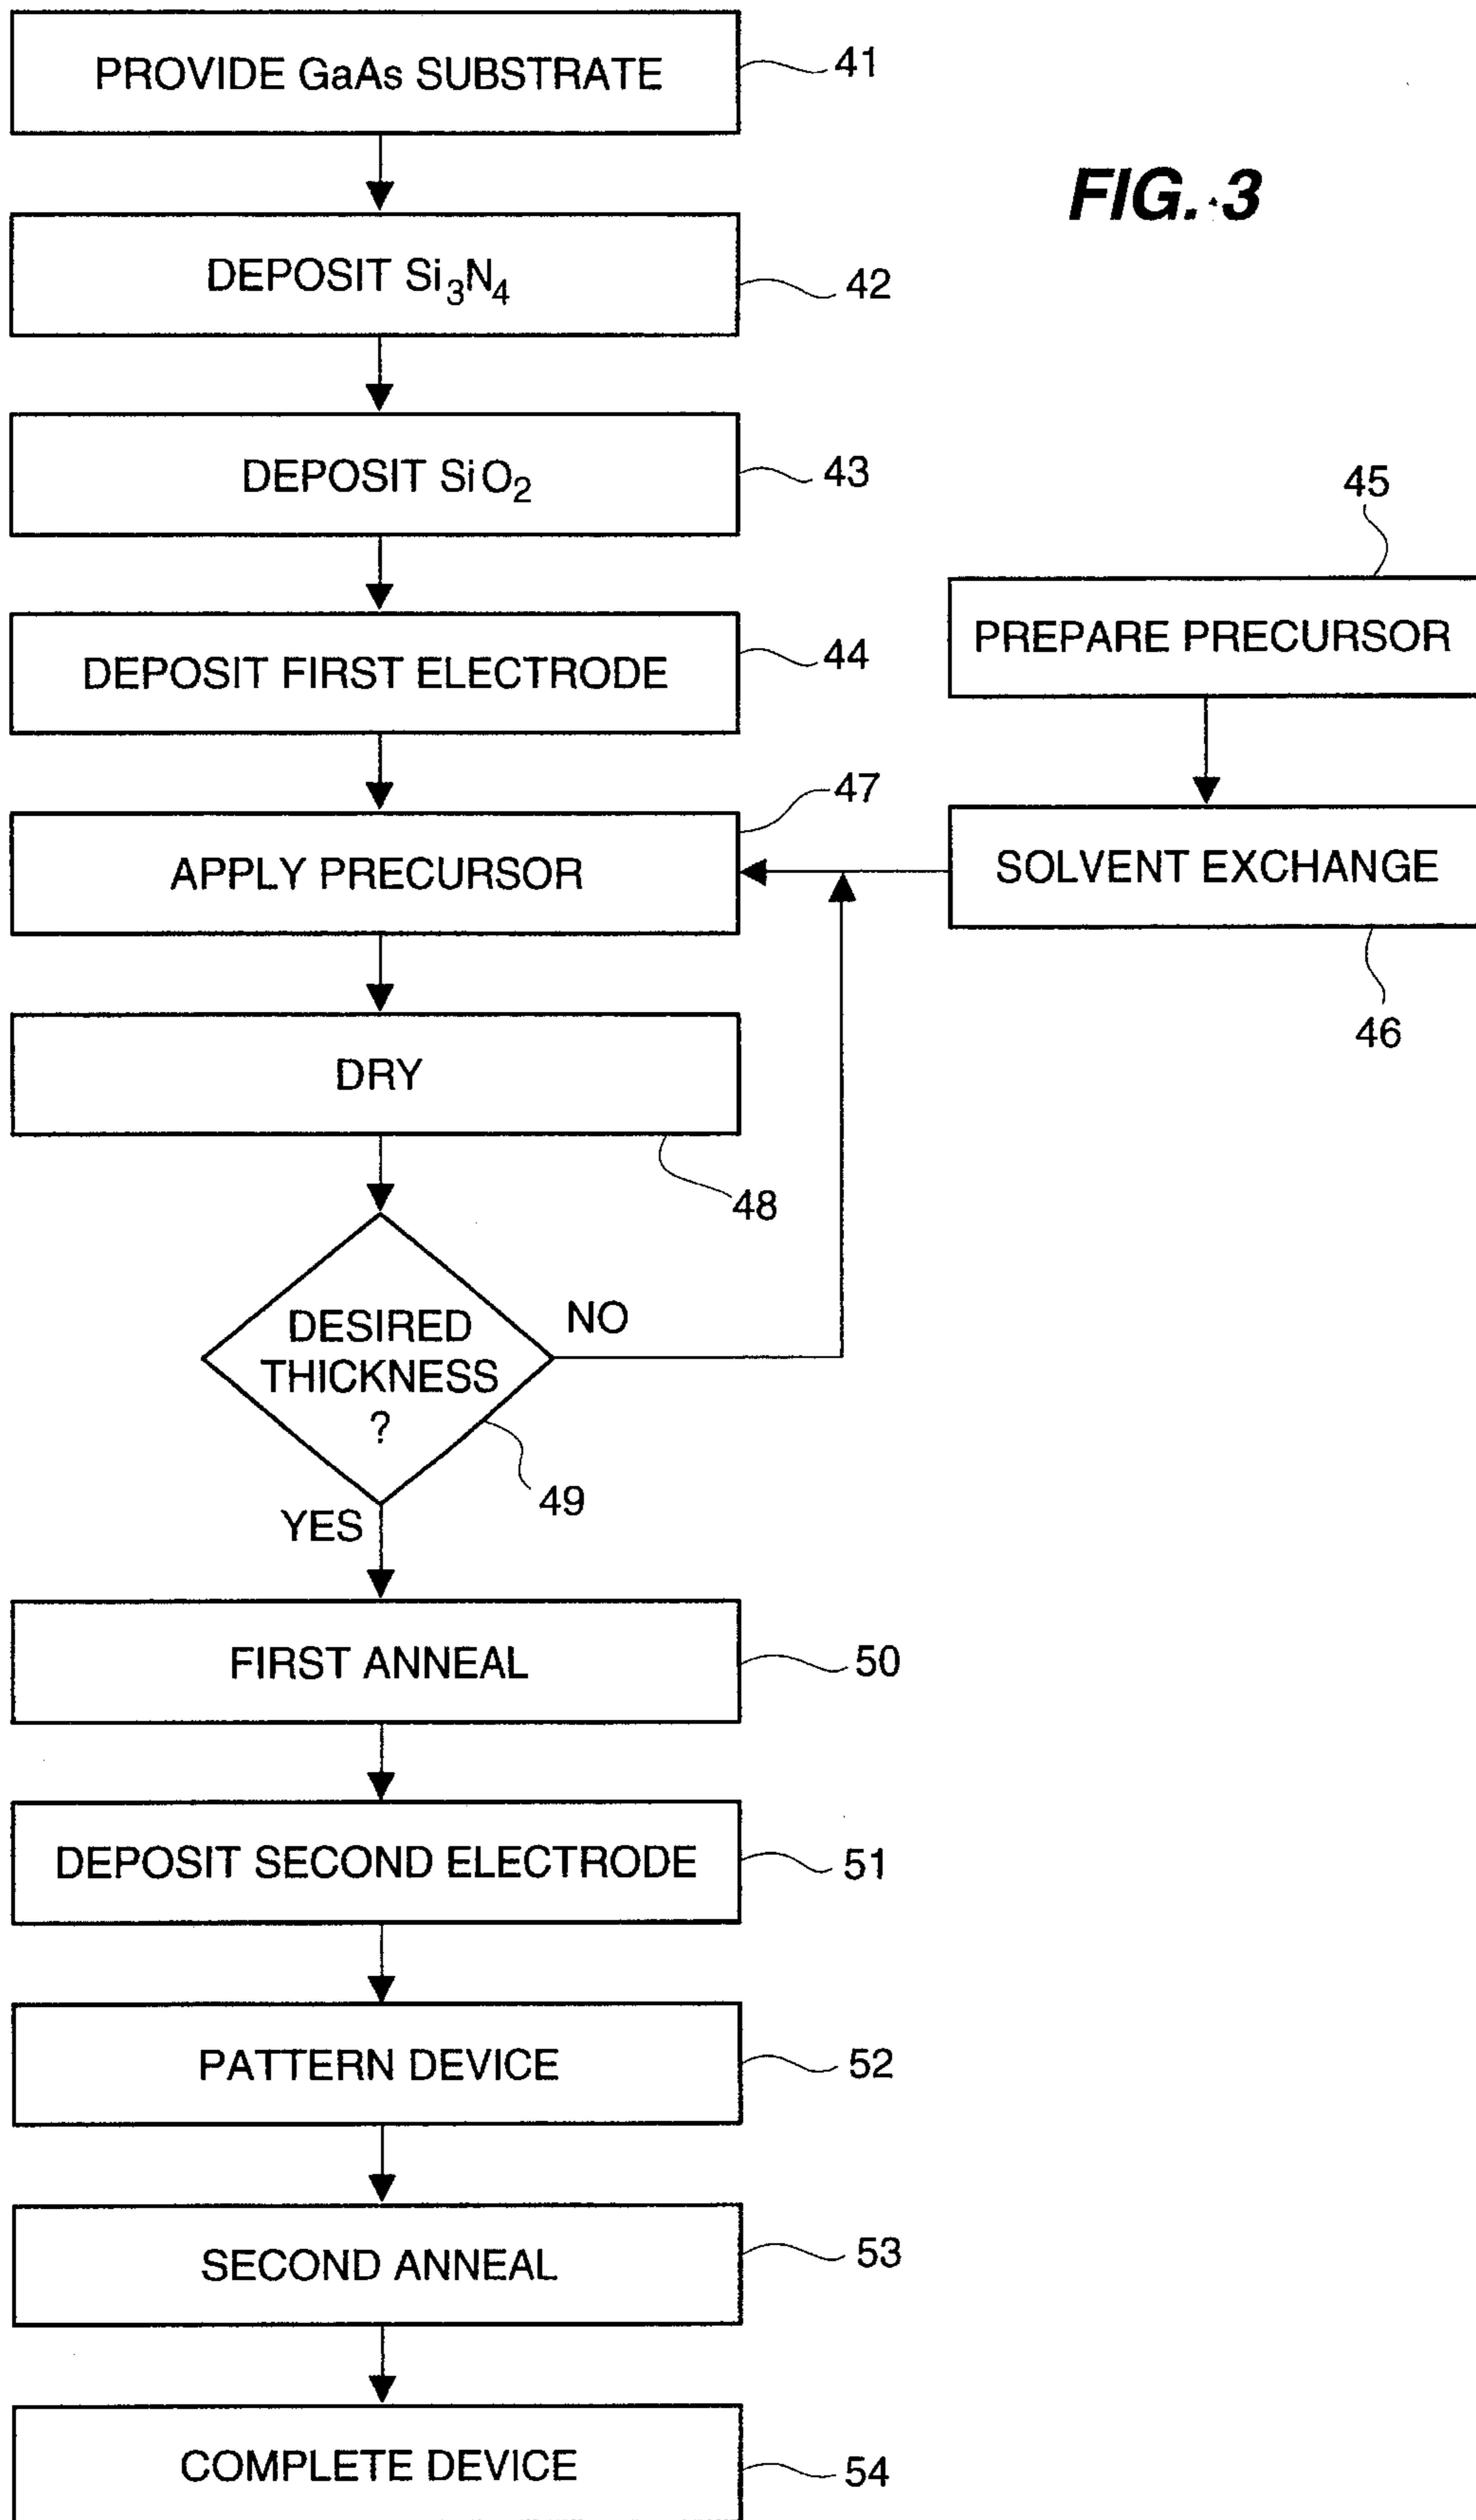 PROVIDE GaAs SUBSTRATE
41
FIG. 3
DEPOSIT Si₃N₄
42
DEPOSIT SiO₂
43
45
PREPARE PRECURSOR
DEPOSIT FIRST ELECTRODE
44
47
APPLY PRECURSOR
SOLVENT EXCHANGE
46
DRY
48
DESIRED
THICKNESS
?
NO
49
YES
FIRST ANNEAL
50
DEPOSIT SECOND ELECTRODE
51
PATTERN DEVICE
52
SECOND ANNEAL
53
COMPLETE DEVICE
54